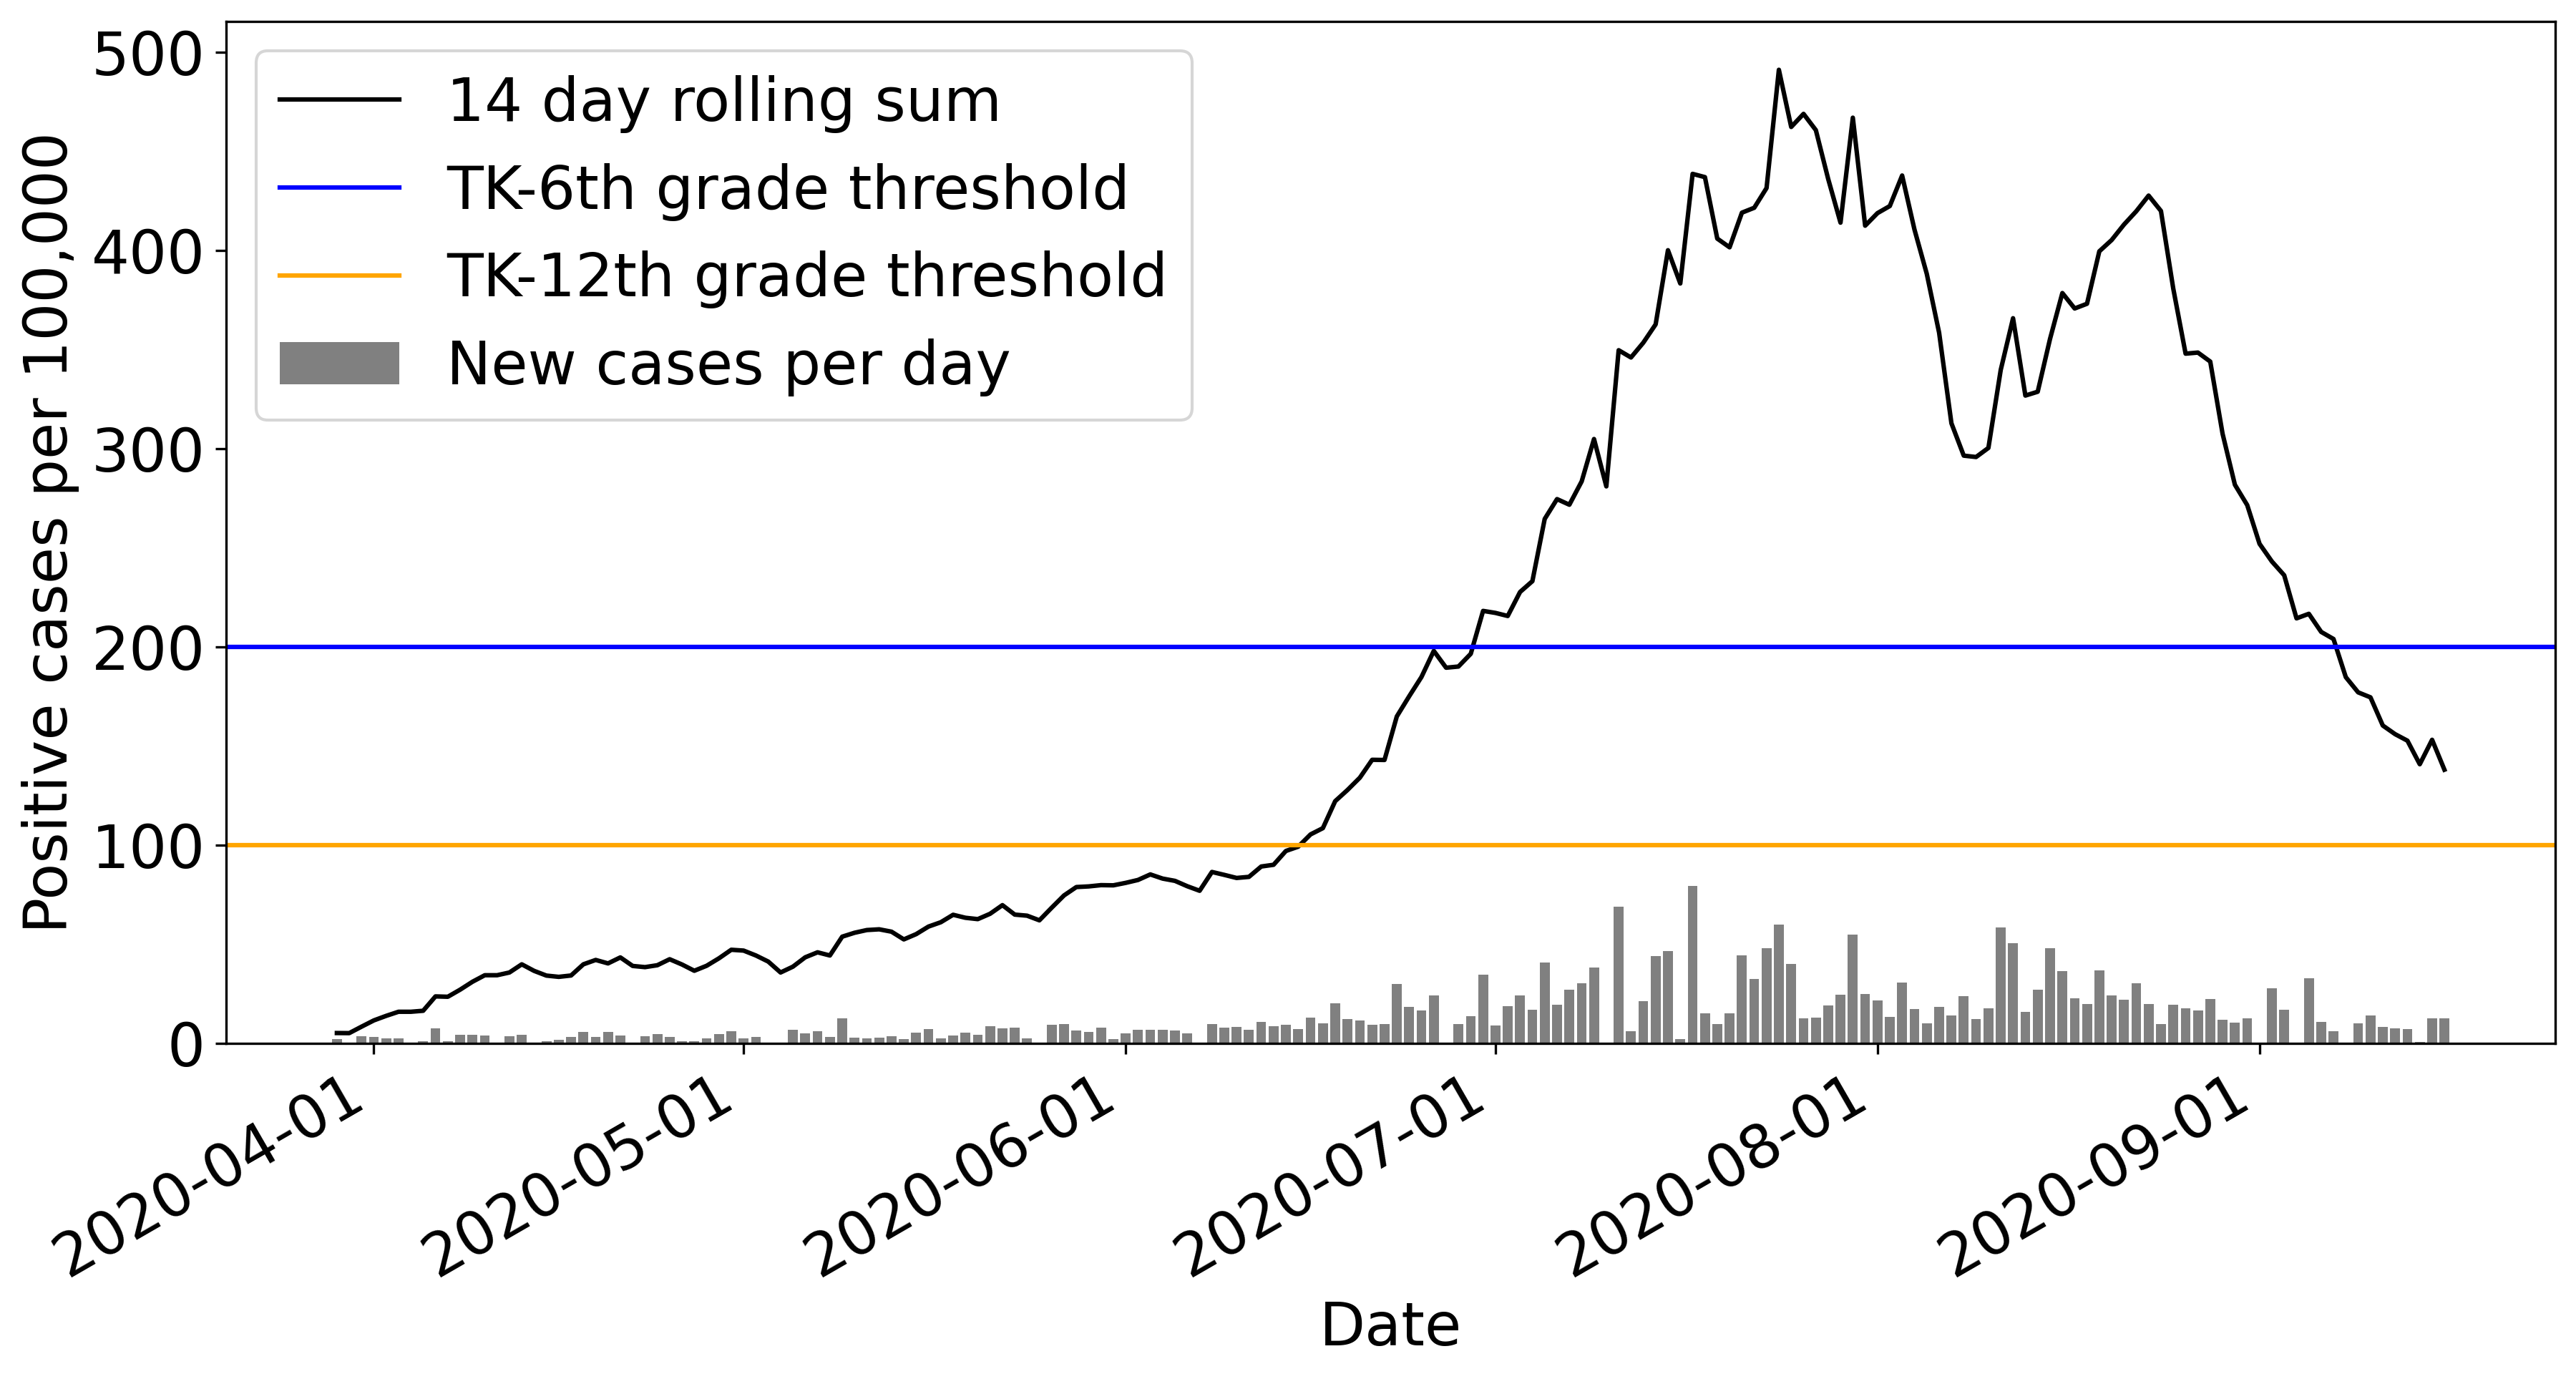 500
400
300
200
100
0
Positive cases per 100,000
14 day rolling sum
TK-6th grade threshold
TK-12th grade threshold
New cases per day
2020-04-01
2020-05-01
2020-06-01
2020-07-01
2020-08-01
2020-09-01
Date